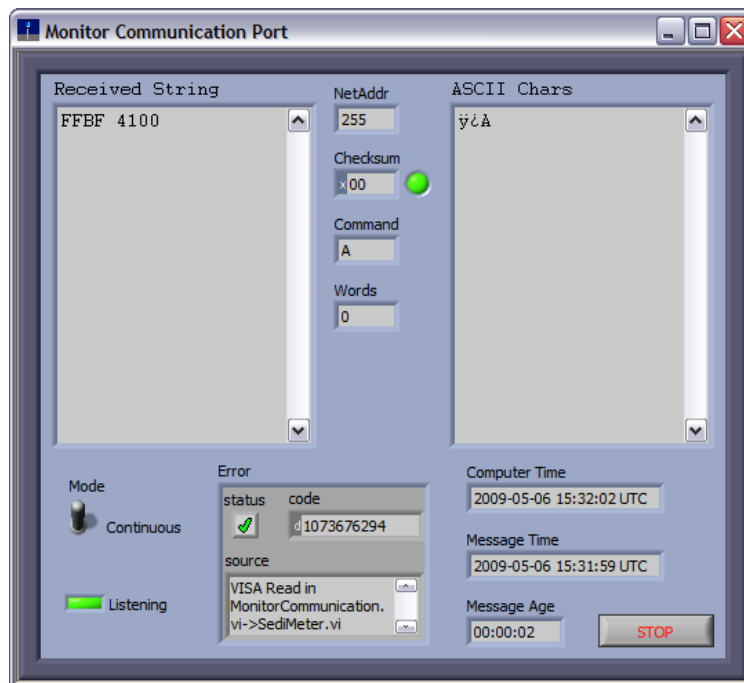 Monitor Communication Port
Received String
FFBF 4100
NetAddr
255
Checksum
x00
Command
A
Words
0
ASCII Chars
ÿ¿A
Mode
Continuous
Listening
Error
status
code
d1073676294
source
VISA Read in
MonitorCommunication.
vi->SediMeter.vi
Computer Time
2009-05-06 15:32:02 UTC
Message Time
2009-05-06 15:31:59 UTC
Message Age
00:00:02
STOP